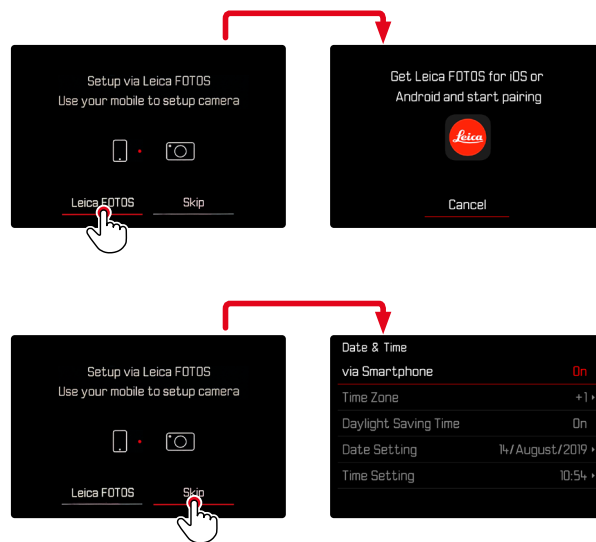 Setup via Leica FOTOS
Use your mobile to setup camera
Leica FOTOS Skip
Get Leica FOTOS for iOS or
Android and start pairing
Leica
Cancel
Setup via Leica FOTOS
Use your mobile to setup camera
Leica FOTOS Skip
Date & Time
via Smartphone On
Time Zone +1
Daylight Saving Time On
Date Setting 14/August/2019
Time Setting 10:54